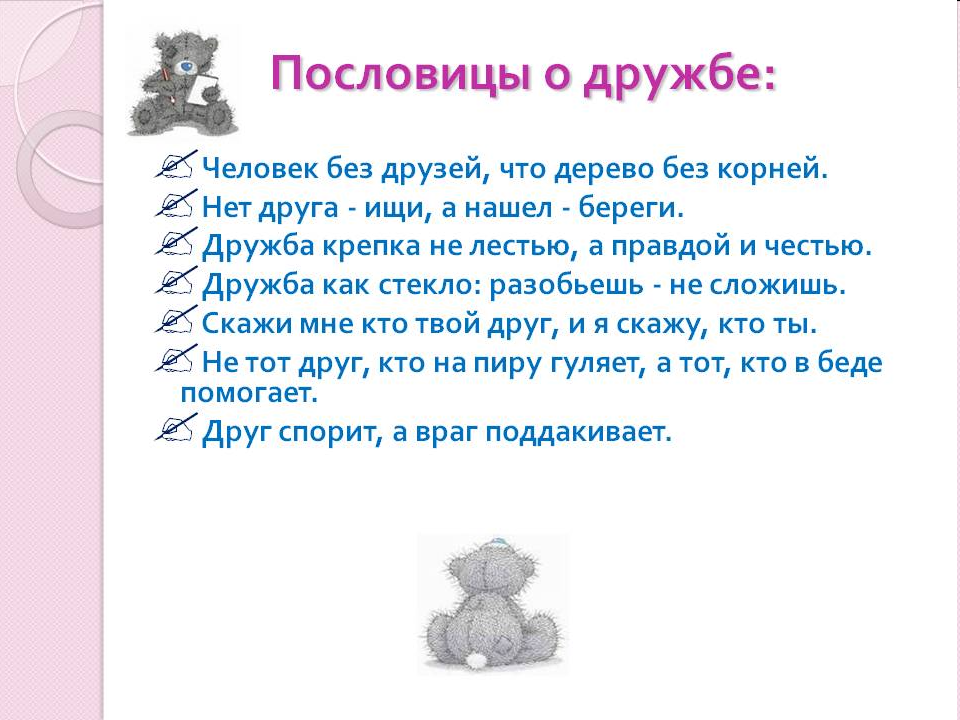 Пословицы о дружбе:
Человек без друзей, что дерево без корней.
Нет друга - ищи, а нашел - береги.
Дружба крепка не лестью, а правдой и честью.
Дружба как стекло: разобьешь - не сложишь.
Скажи мне кто твой друг, и я скажу, кто ты.
Не тот друг, кто на пиру гуляет, а тот, кто в беде
помогает.
Друг спорит, а враг поддакивает.